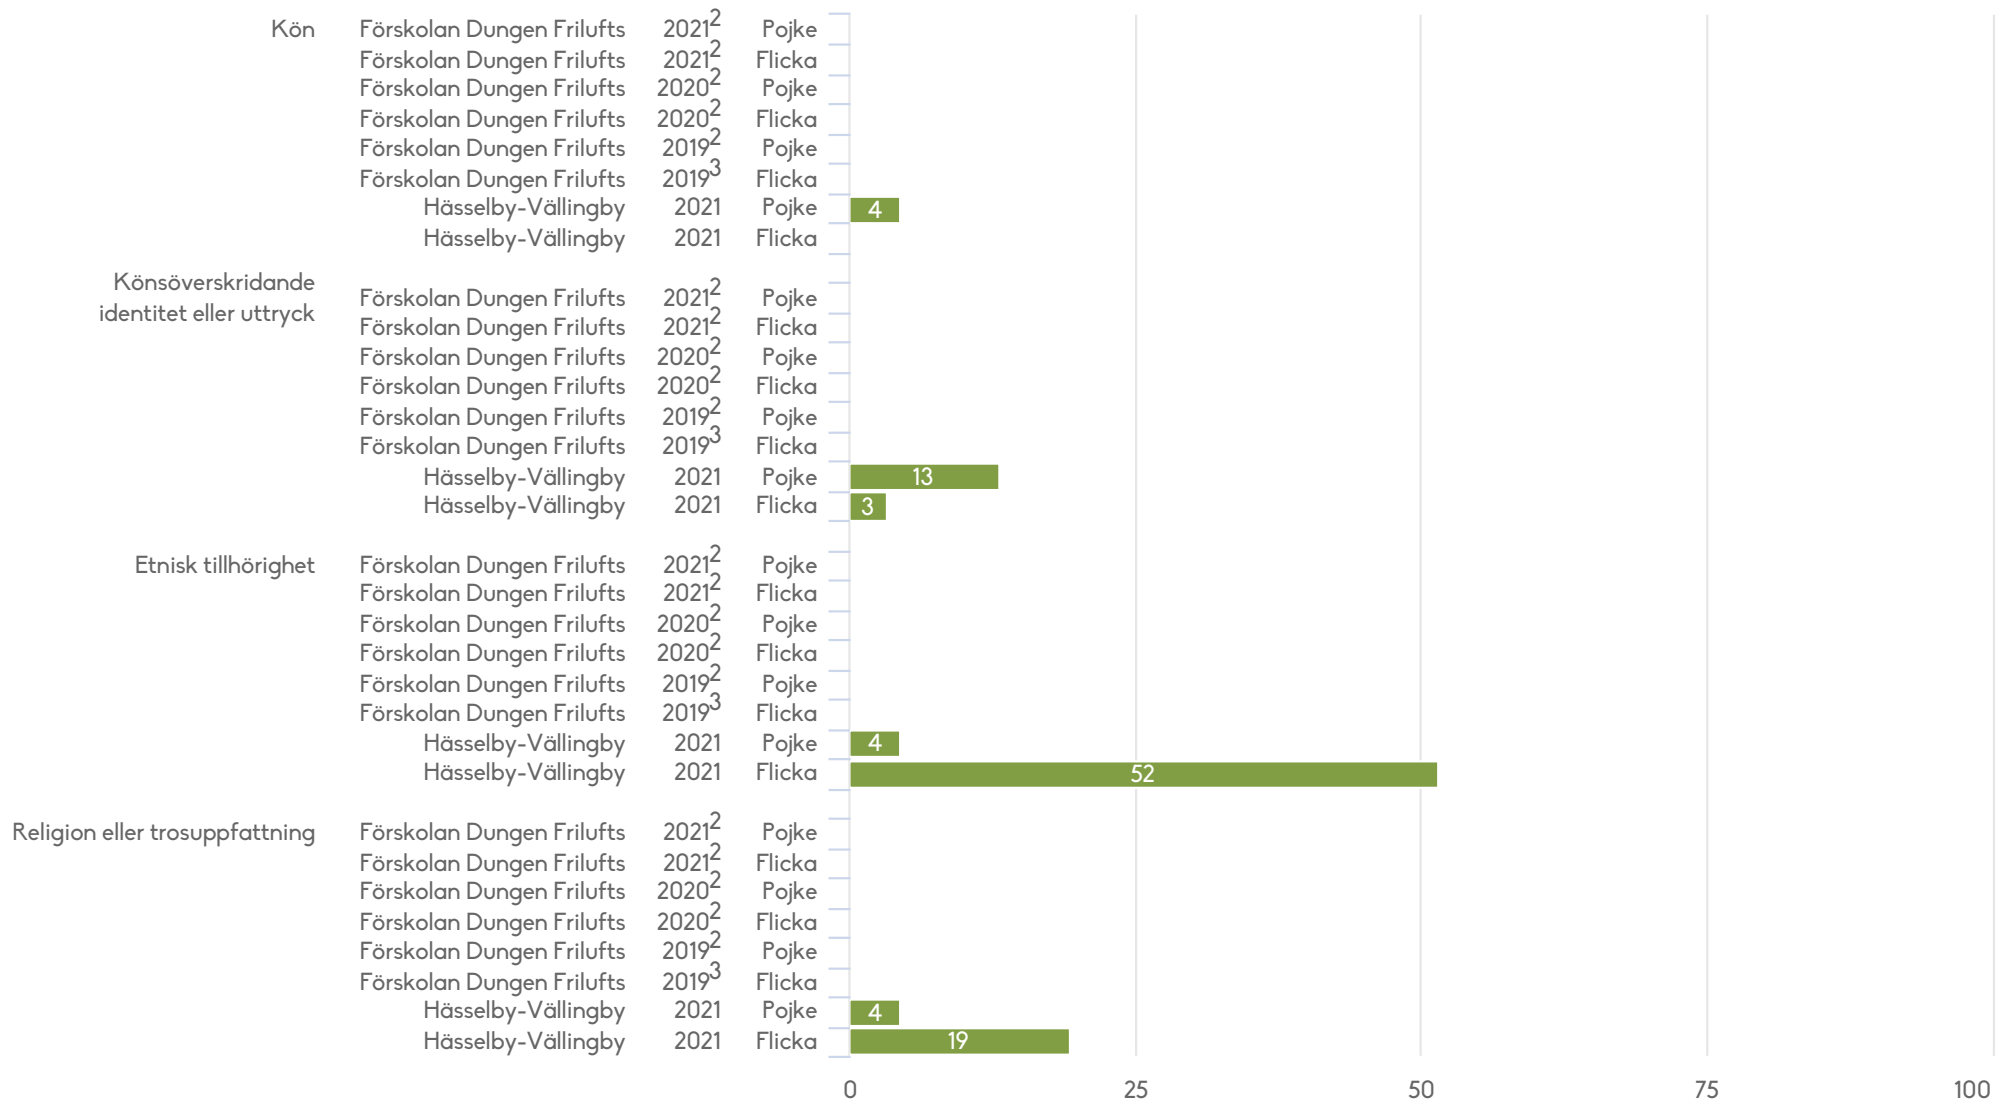 Kön Förskolan Dungen Frilufts 2021² Pojke
Förskolan Dungen Frilufts 2021² Flicka
Förskolan Dungen Frilufts 2020² Pojke
Förskolan Dungen Frilufts 2020² Flicka
Förskolan Dungen Frilufts 2019² Pojke
Förskolan Dungen Frilufts 2019³ Flicka
Hässelby-Vällingby 2021 Pojke 4
Hässelby-Vällingby 2021 Flicka
Könsöverskridande
identitet eller uttryck
Förskolan Dungen Frilufts 2021² Pojke
Förskolan Dungen Frilufts 2021² Flicka
Förskolan Dungen Frilufts 2020² Pojke
Förskolan Dungen Frilufts 2020² Flicka
Förskolan Dungen Frilufts 2019² Pojke
Förskolan Dungen Frilufts 2019³ Flicka
Hässelby-Vällingby 2021 Pojke 13
Hässelby-Vällingby 2021 Flicka 3
Etnisk tillhörighet Förskolan Dungen Frilufts 2021² Pojke
Förskolan Dungen Frilufts 2021² Flicka
Förskolan Dungen Frilufts 2020² Pojke
Förskolan Dungen Frilufts 2020² Flicka
Förskolan Dungen Frilufts 2019² Pojke
Förskolan Dungen Frilufts 2019³ Flicka
Hässelby-Vällingby 2021 Pojke 4
Hässelby-Vällingby 2021 Flicka 52
Religion eller trosuppfattning Förskolan Dungen Frilufts 2021² Pojke
Förskolan Dungen Frilufts 2021² Flicka
Förskolan Dungen Frilufts 2020² Pojke
Förskolan Dungen Frilufts 2020² Flicka
Förskolan Dungen Frilufts 2019² Pojke
Förskolan Dungen Frilufts 2019³ Flicka
Hässelby-Vällingby 2021 Pojke 4
Hässelby-Vällingby 2021 Flicka 19
0 25 50 75 100